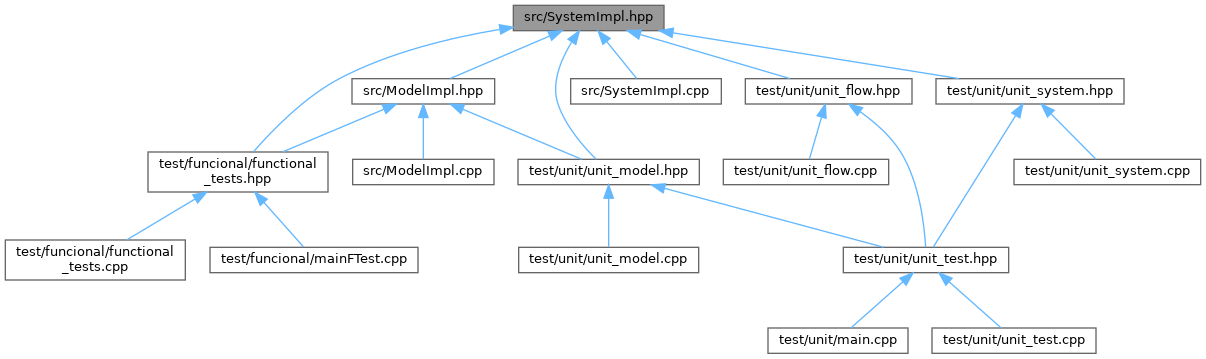 src/SystemImpl.hpp
src/ModelImpl.hpp
src/SystemImpl.cpp
test/unit/unit_flow.hpp
test/unit/unit_system.hpp
test/funcional/functional
_tests.hpp
src/ModelImpl.cpp
test/unit/unit_model.hpp
test/unit/unit_flow.cpp
test/unit/unit_system.cpp
test/funcional/functional
_tests.cpp
test/funcional/mainFTest.cpp
test/unit/unit_model.cpp
test/unit/unit_test.hpp
test/unit/main.cpp
test/unit/unit_test.cpp